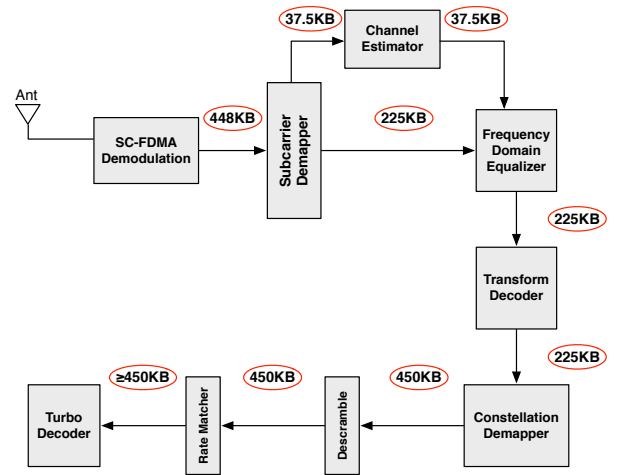 37.5KB
37.5KB
Channel
Estimator
Ant
448KB
225KB
SC-FDMA
Demodulation
Subcarrier
Demapper
Frequency
Domain
Equalizer
225KB
Transform
Decoder
225KB
≥450KB
450KB
450KB
Turbo
Decoder
Rate Matcher
Descramble
Constellation
Demapper